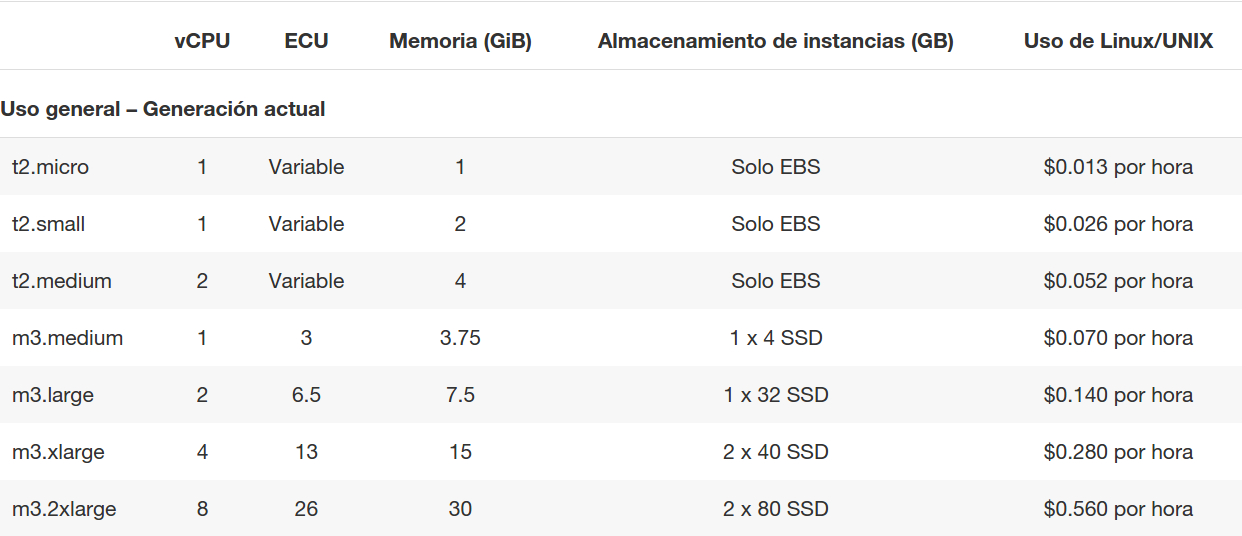 vCPU ECU Memoria (GiB) Almacenamiento de instancias (GB) Uso de Linux/UNIX
Uso general – Generación actual
t2.micro 1 Variable 1 Solo EBS $0.013 por hora
t2.small 1 Variable 2 Solo EBS $0.026 por hora
t2.medium 2 Variable 4 Solo EBS $0.052 por hora
m3.medium 1 3 3.75 1 x 4 SSD $0.070 por hora
m3.large 2 6.5 7.5 1 x 32 SSD $0.140 por hora
m3.xlarge 4 13 15 2 x 40 SSD $0.280 por hora
m3.2xlarge 8 26 30 2 x 80 SSD $0.560 por hora